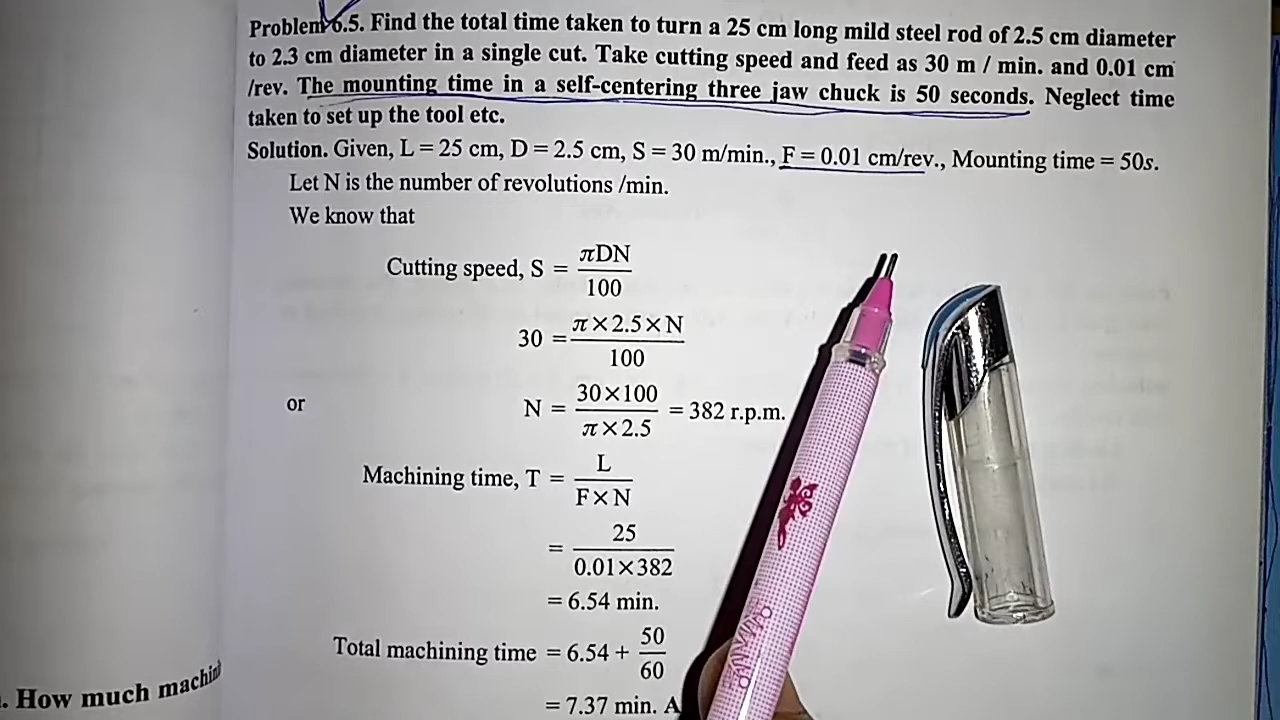 Problem 6.5. Find the total time taken to turn a 25 cm long mild steel rod of 2.5 cm diameter
to 2.3 cm diameter in a single cut. Take cutting speed and feed as 30 m / min. and 0.01 cm
/rev. The mounting time in a self-centering three jaw chuck is 50 seconds. Neglect time
taken to set up the tool etc.
Solution. Given, L = 25 cm, D = 2.5 cm, S = 30 m/min., F = 0.01 cm/rev., Mounting time = 50s.
Let N is the number of revolutions /min.
We know that
Cutting speed, S = πDN
100
30 = π×2.5×N
100
or N = 30×100
π×2.5 = 382 r.p.m.
Machining time, T = L
F×N
= 25
0.01×382
= 6.54 min.
Total machining time = 6.54 + 50
60
= 7.37 min. A
. How much machin